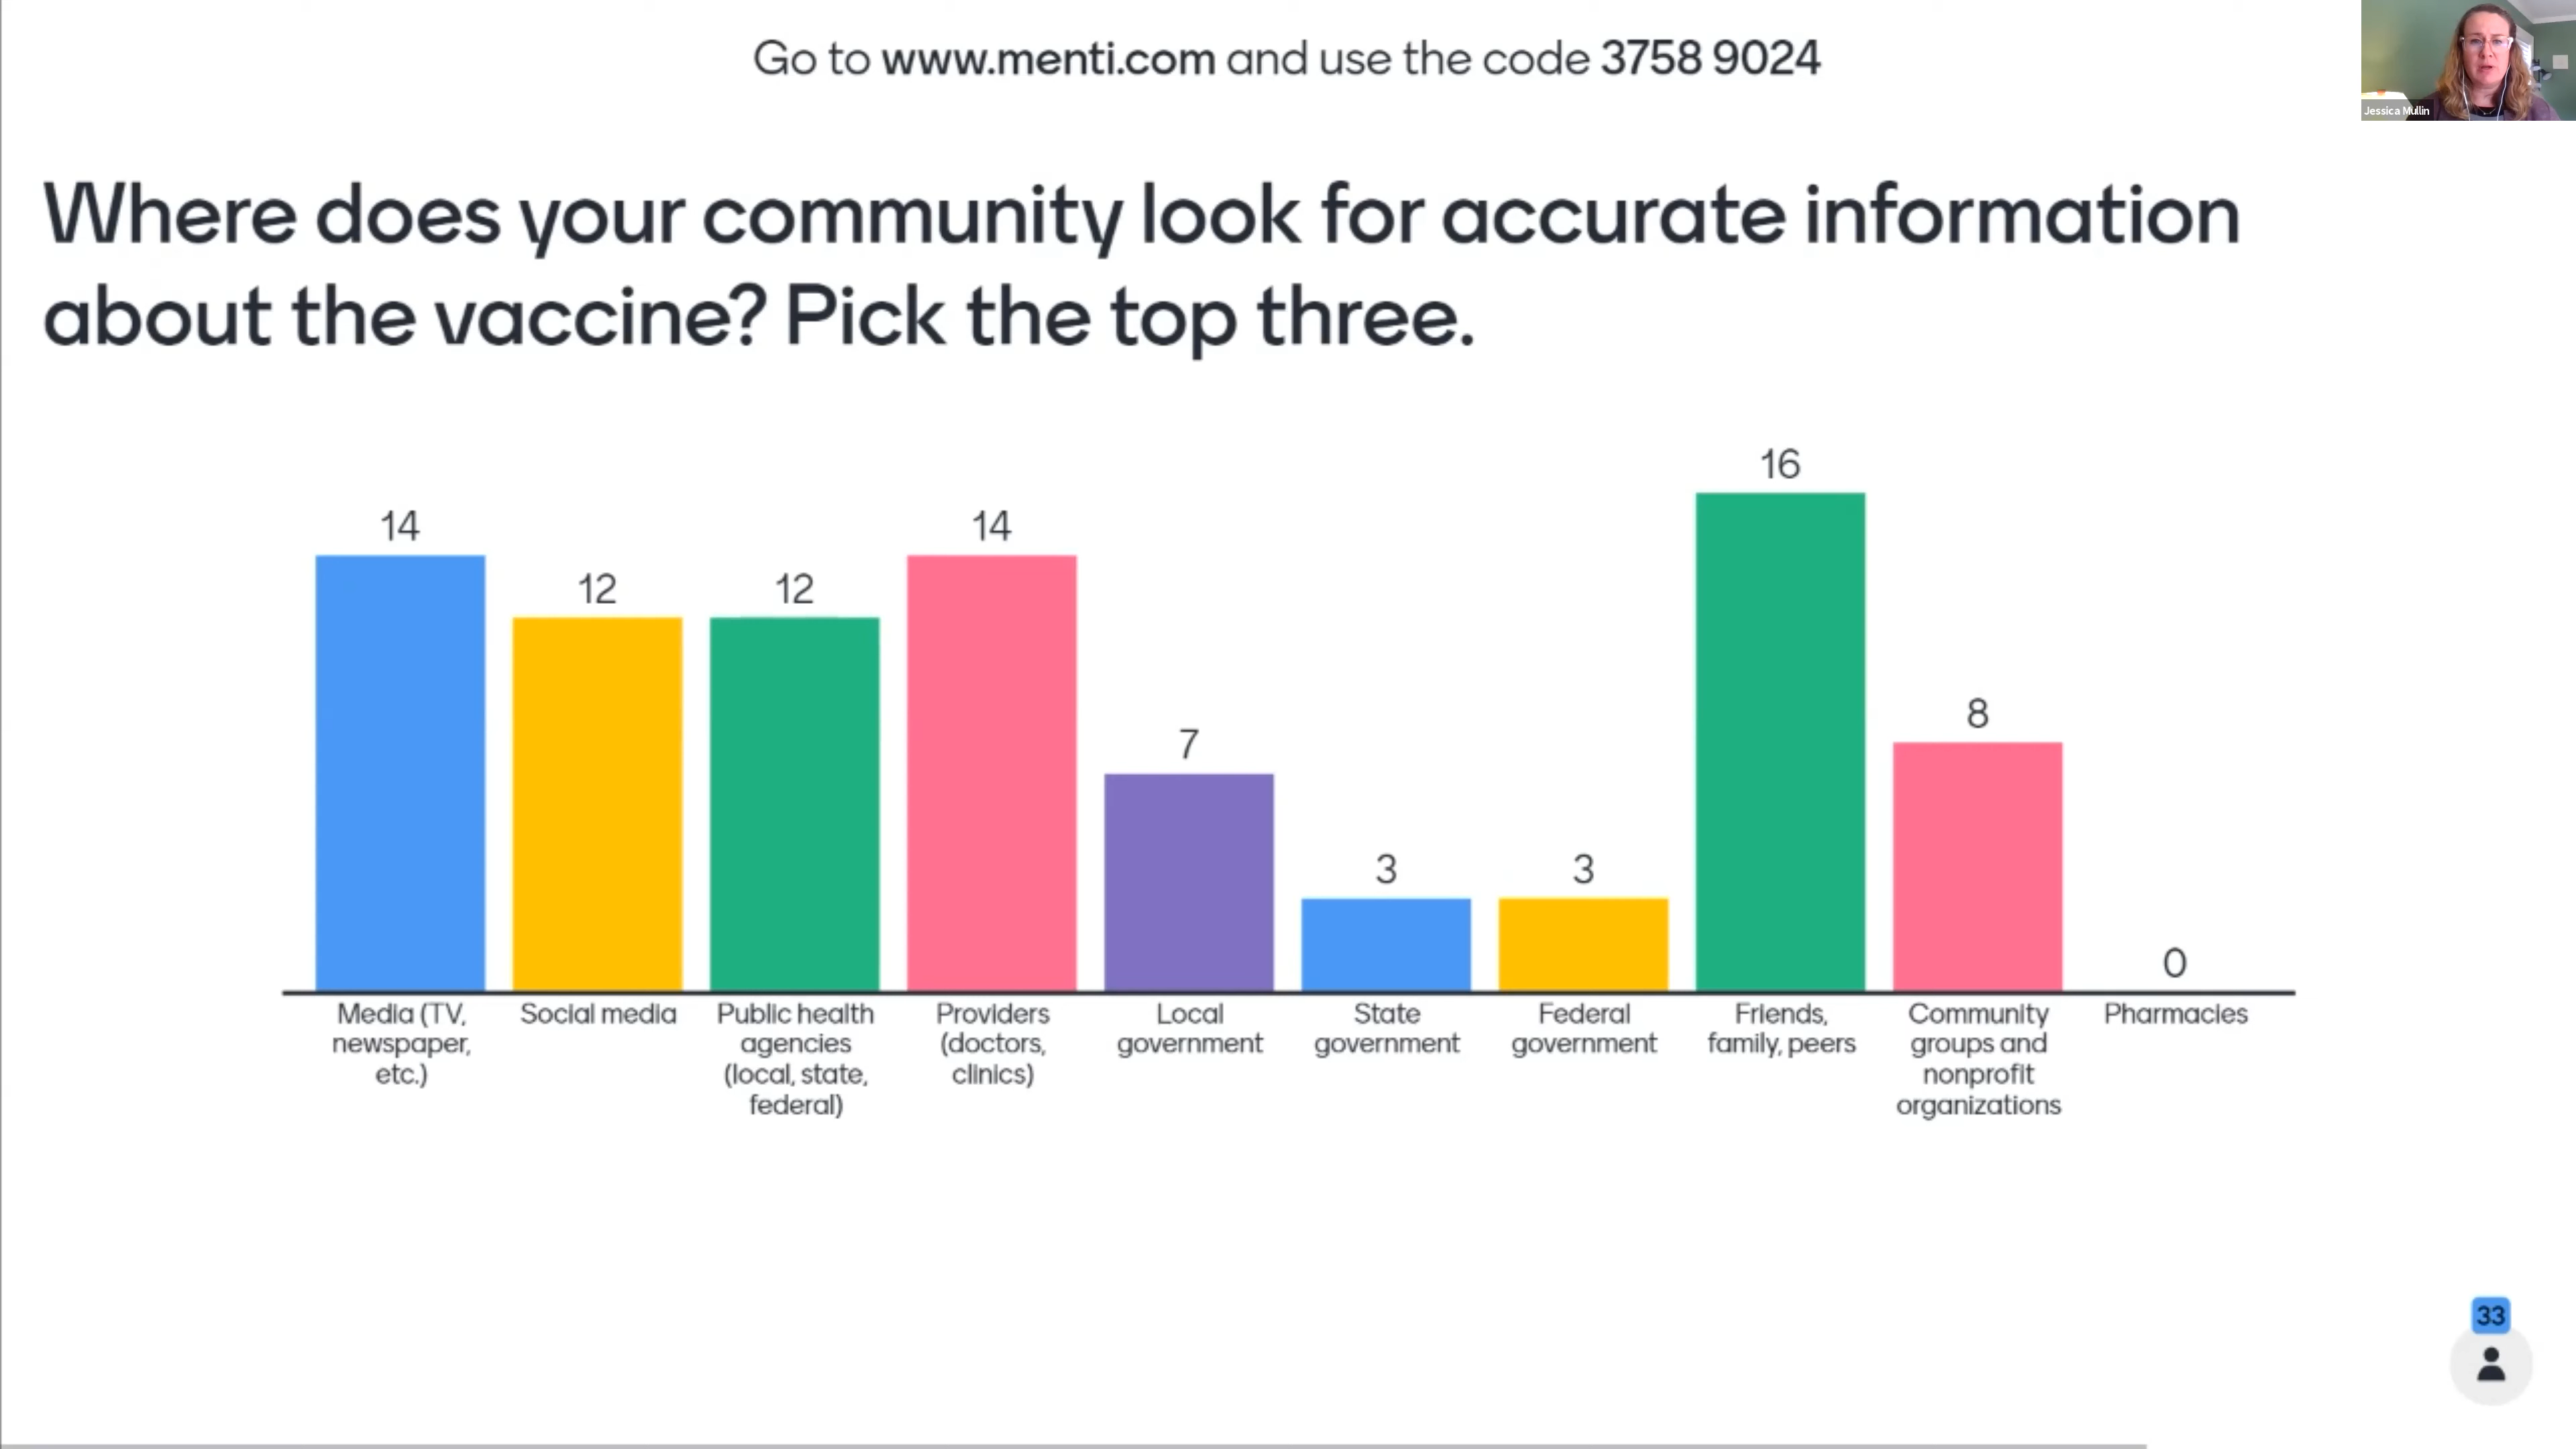 Go to www.menti.com and use the code 3758 9024
Jessica Mullin
Where does your community look for accurate information
about the vaccine? Pick the top three.
14
12
12
14
7
3
3
16
8
0
Media (TV,
newspaper,
etc.)
Social media
Public health
agencies
(local, state,
federal)
Providers
(doctors,
clinics)
Local
government
State
government
Federal
government
Friends,
family, peers
Community
groups and
nonprofit
organizations
Pharmacies
33